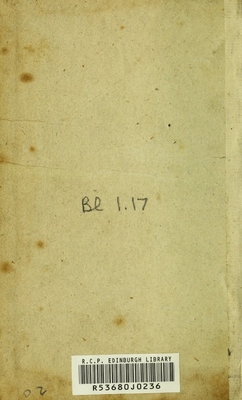 Bl 1.17
R.C.P. EDINBURGH LIBRARY
R53680J0236